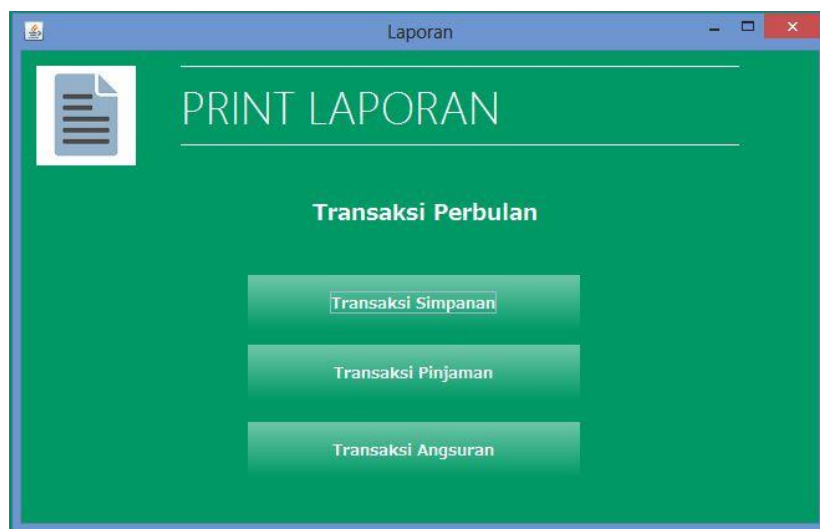 Laporan
PRINT LAPORAN
Transaksi Perbulan
Transaksi Simpanan
Transaksi Pinjaman
Transaksi Angsuran